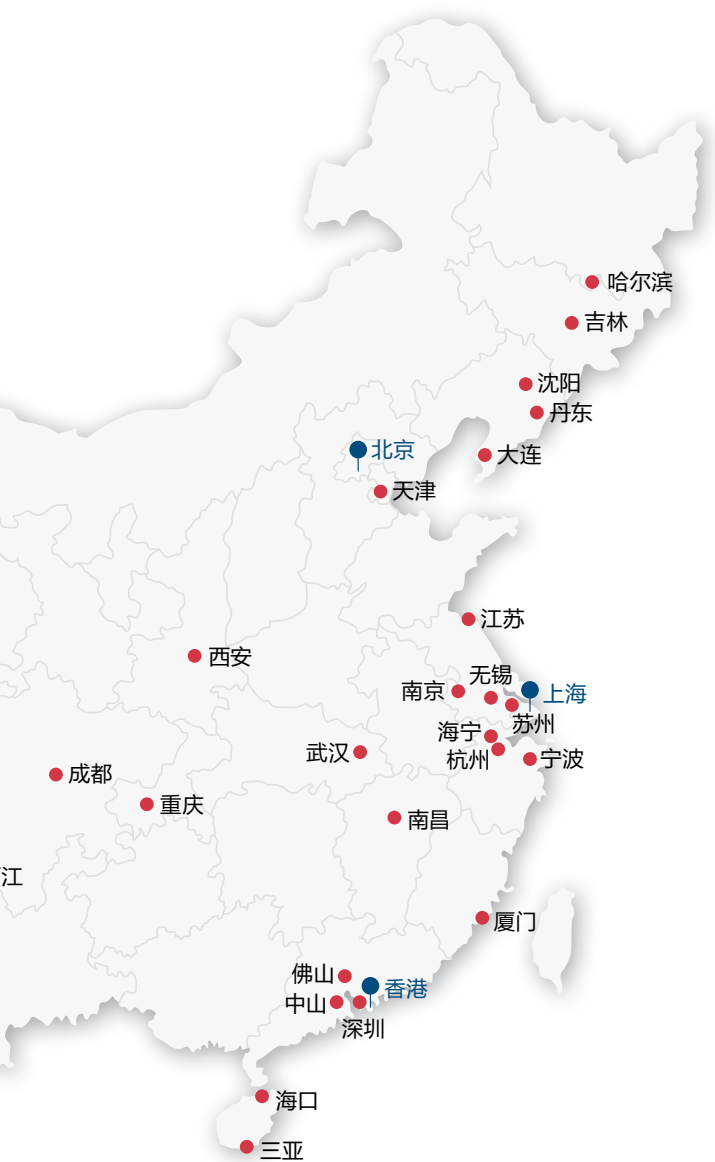 哈尔滨
吉林
沈阳
丹东
北京
大连
天津
江苏
西安
无锡
南京
上海
苏州
海宁
武汉
杭州
宁波
成都
重庆
南昌
江
厦门
佛山
香港
中山
深圳
海口
三亚